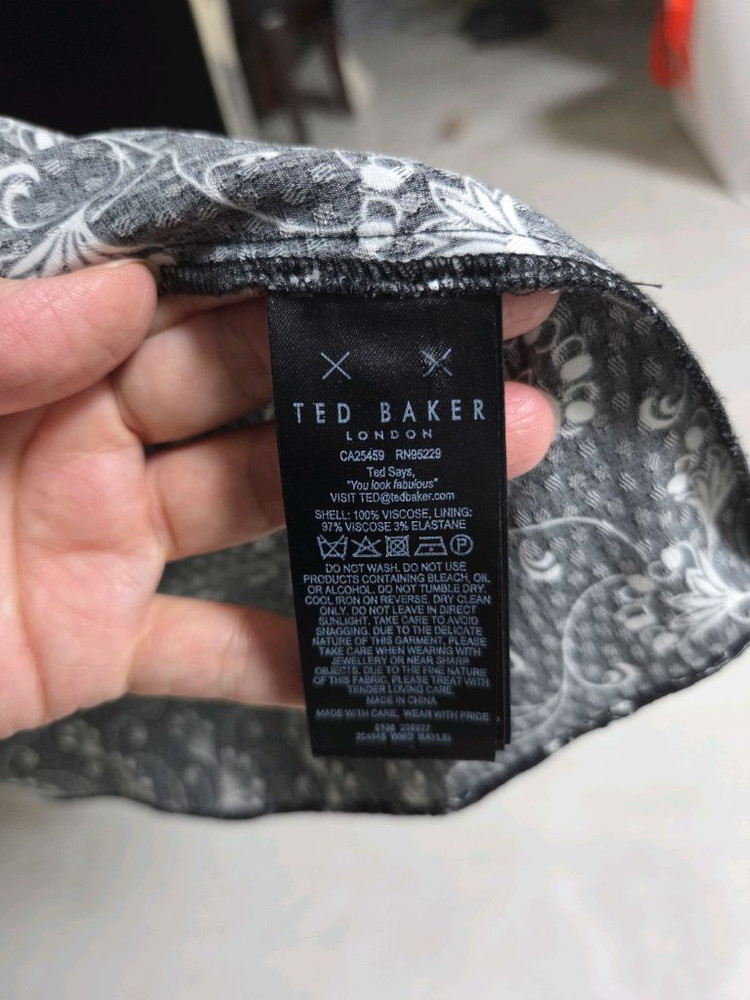 TED BAKER
LONDON
CA25459 RN95229
Ted Says,
"You look fabulous"
VISIT TED@tedbaker.com
SHELL: 100% VISCOSE, LINING:
97% VISCOSE 3% ELASTANE
P
DO NOT WASH. DO NOT USE
PRODUCTS CONTAINING BLEACH, OIL
OR ALCOHOL. DO NOT TUMBLE DRY.
COOL IRON ON REVERSE. DRY CLEAN
ONLY. DO NOT LEAVE IN DIRECT
SUNLIGHT, TAKE CARE TO AVOID
SNAGGING. DUE TO THE DELICATE
NATURE OF THIS GARMENT, PLEASE
TAKE CARE WHEN WEARING WITH
JEWELLERY OR NEAR SHARP
OBJECTS. DUE TO THE FINE NATURE
OF THIS FABRIC, PLEASE TREAT WITH
TENDER LOVING CARE.
MADE IN CHINA
MADE WITH CARE, WEAR WITH PRIDE